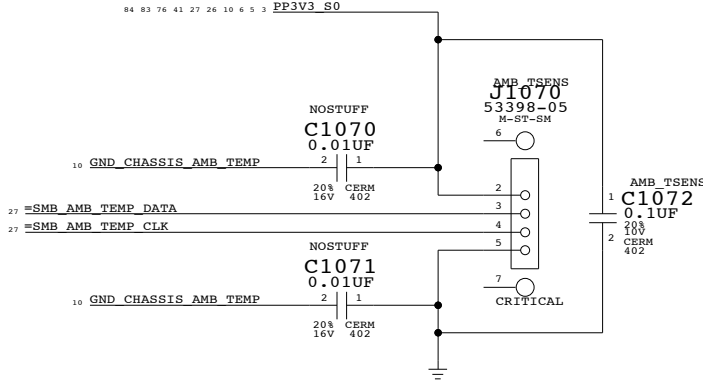 84 83 76 41 27 26 10 6 5 3 PP3V3_S0
AMB_TSENS
J1070
53398-05
M-ST-SM
6
NOSTUFF
C1070
0.01UF
10 GND_CHASSIS_AMB_TEMP
2 1
20% CERM
16V 402
2
27 =SMB_AMB_TEMP_DATA
3
27 =SMB_AMB_TEMP_CLK
4
5
AMB_TSENS
1
C1072
0.1UF
20%
10V
2
CERM
402
NOSTUFF
C1071
0.01UF
10 GND_CHASSIS_AMB_TEMP
2 1
20% CERM
16V 402
7
CRITICAL